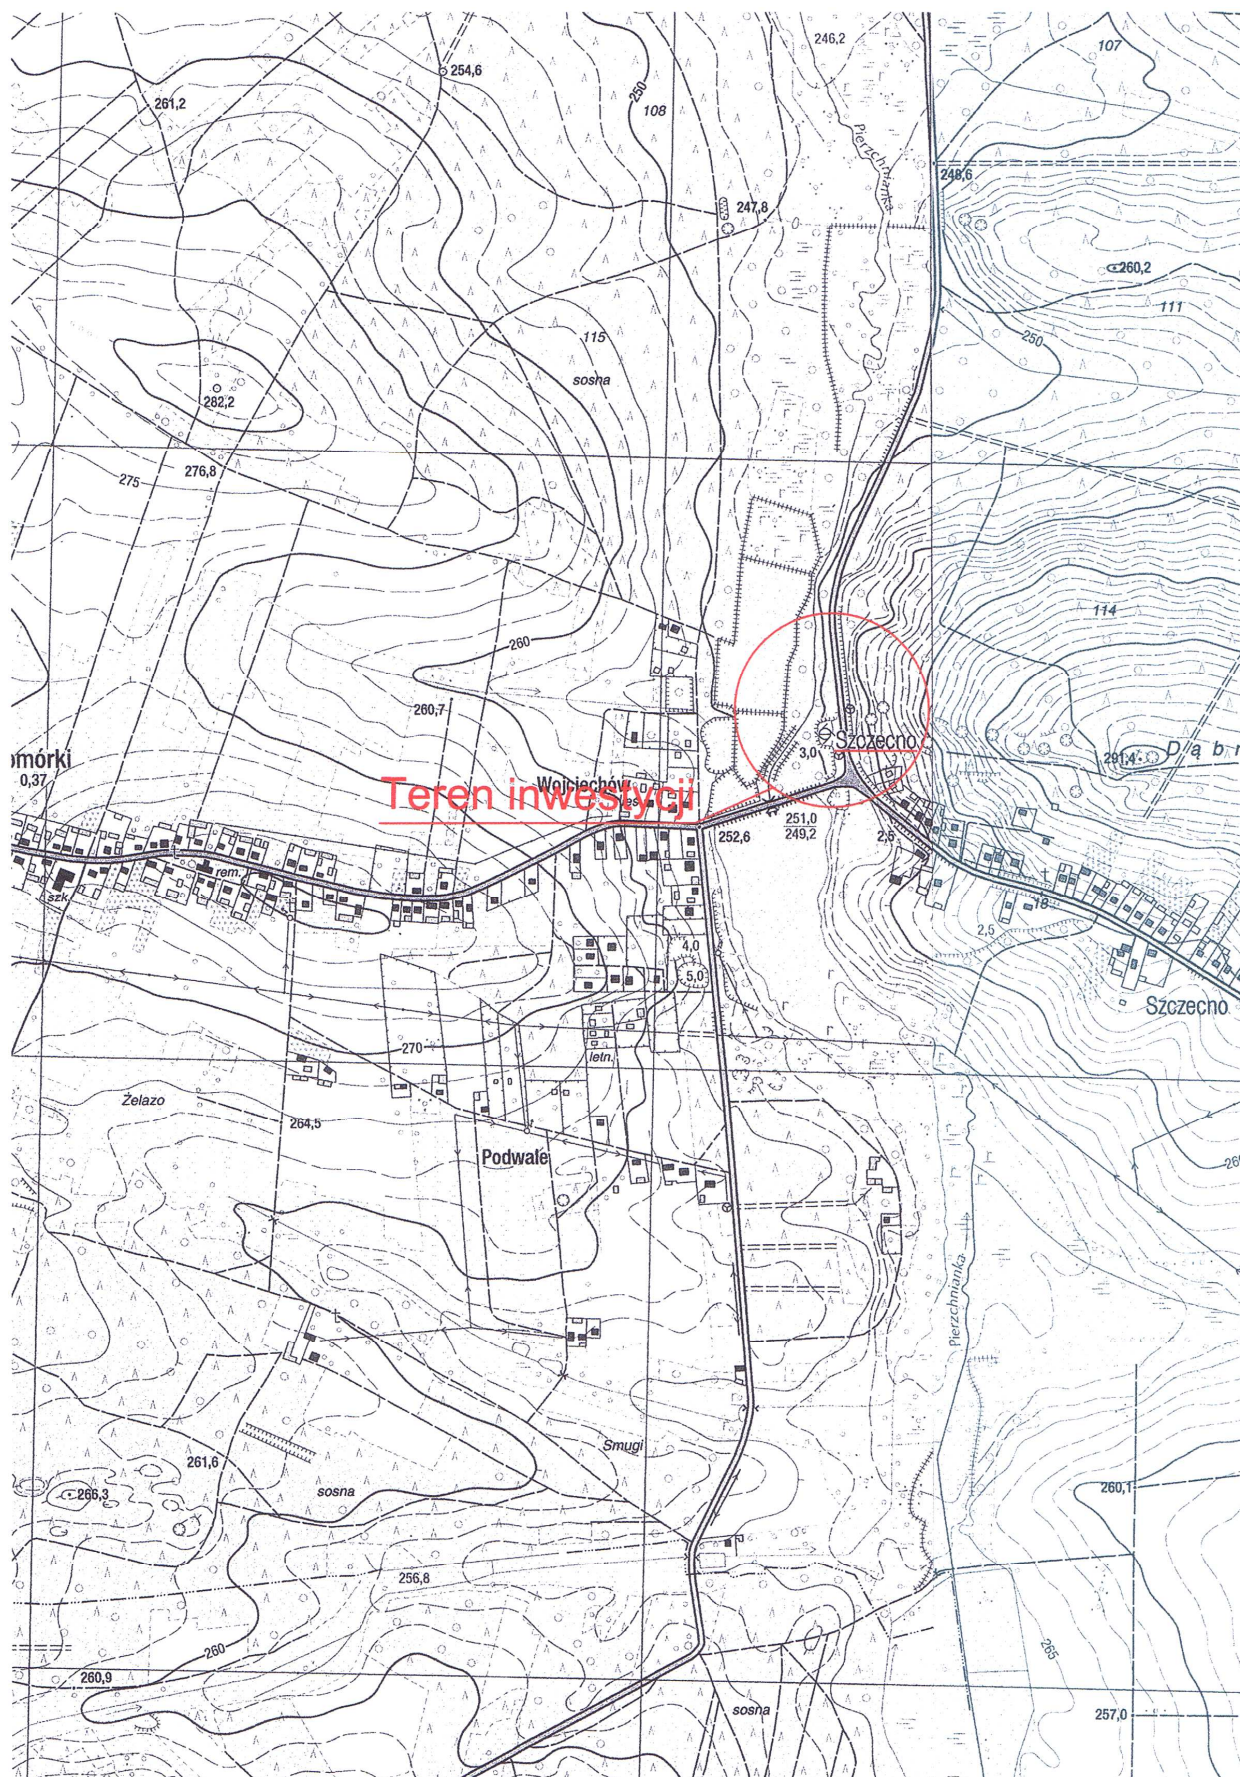 246,2
107
254,6
250
261,2
108
Pierzchnianka
248,6
247,8
260,2
111
250
115
sosna
282,2
276,8
275
114
260
260,7
Szczecno
3,0
291,4
omórki
0,37
Wojciechów
Teren inwestycji
251,0
249,2
252,6
2,5
rem.
szk.
18
2,5
4,0
5,0
Szczecno
270
letn.
Żelazo
264,5
Podwale
Pierzchnianka
Smugi
261,6
266,3
sosna
260,1
256,8
260
265
260,9
sosna
257,0